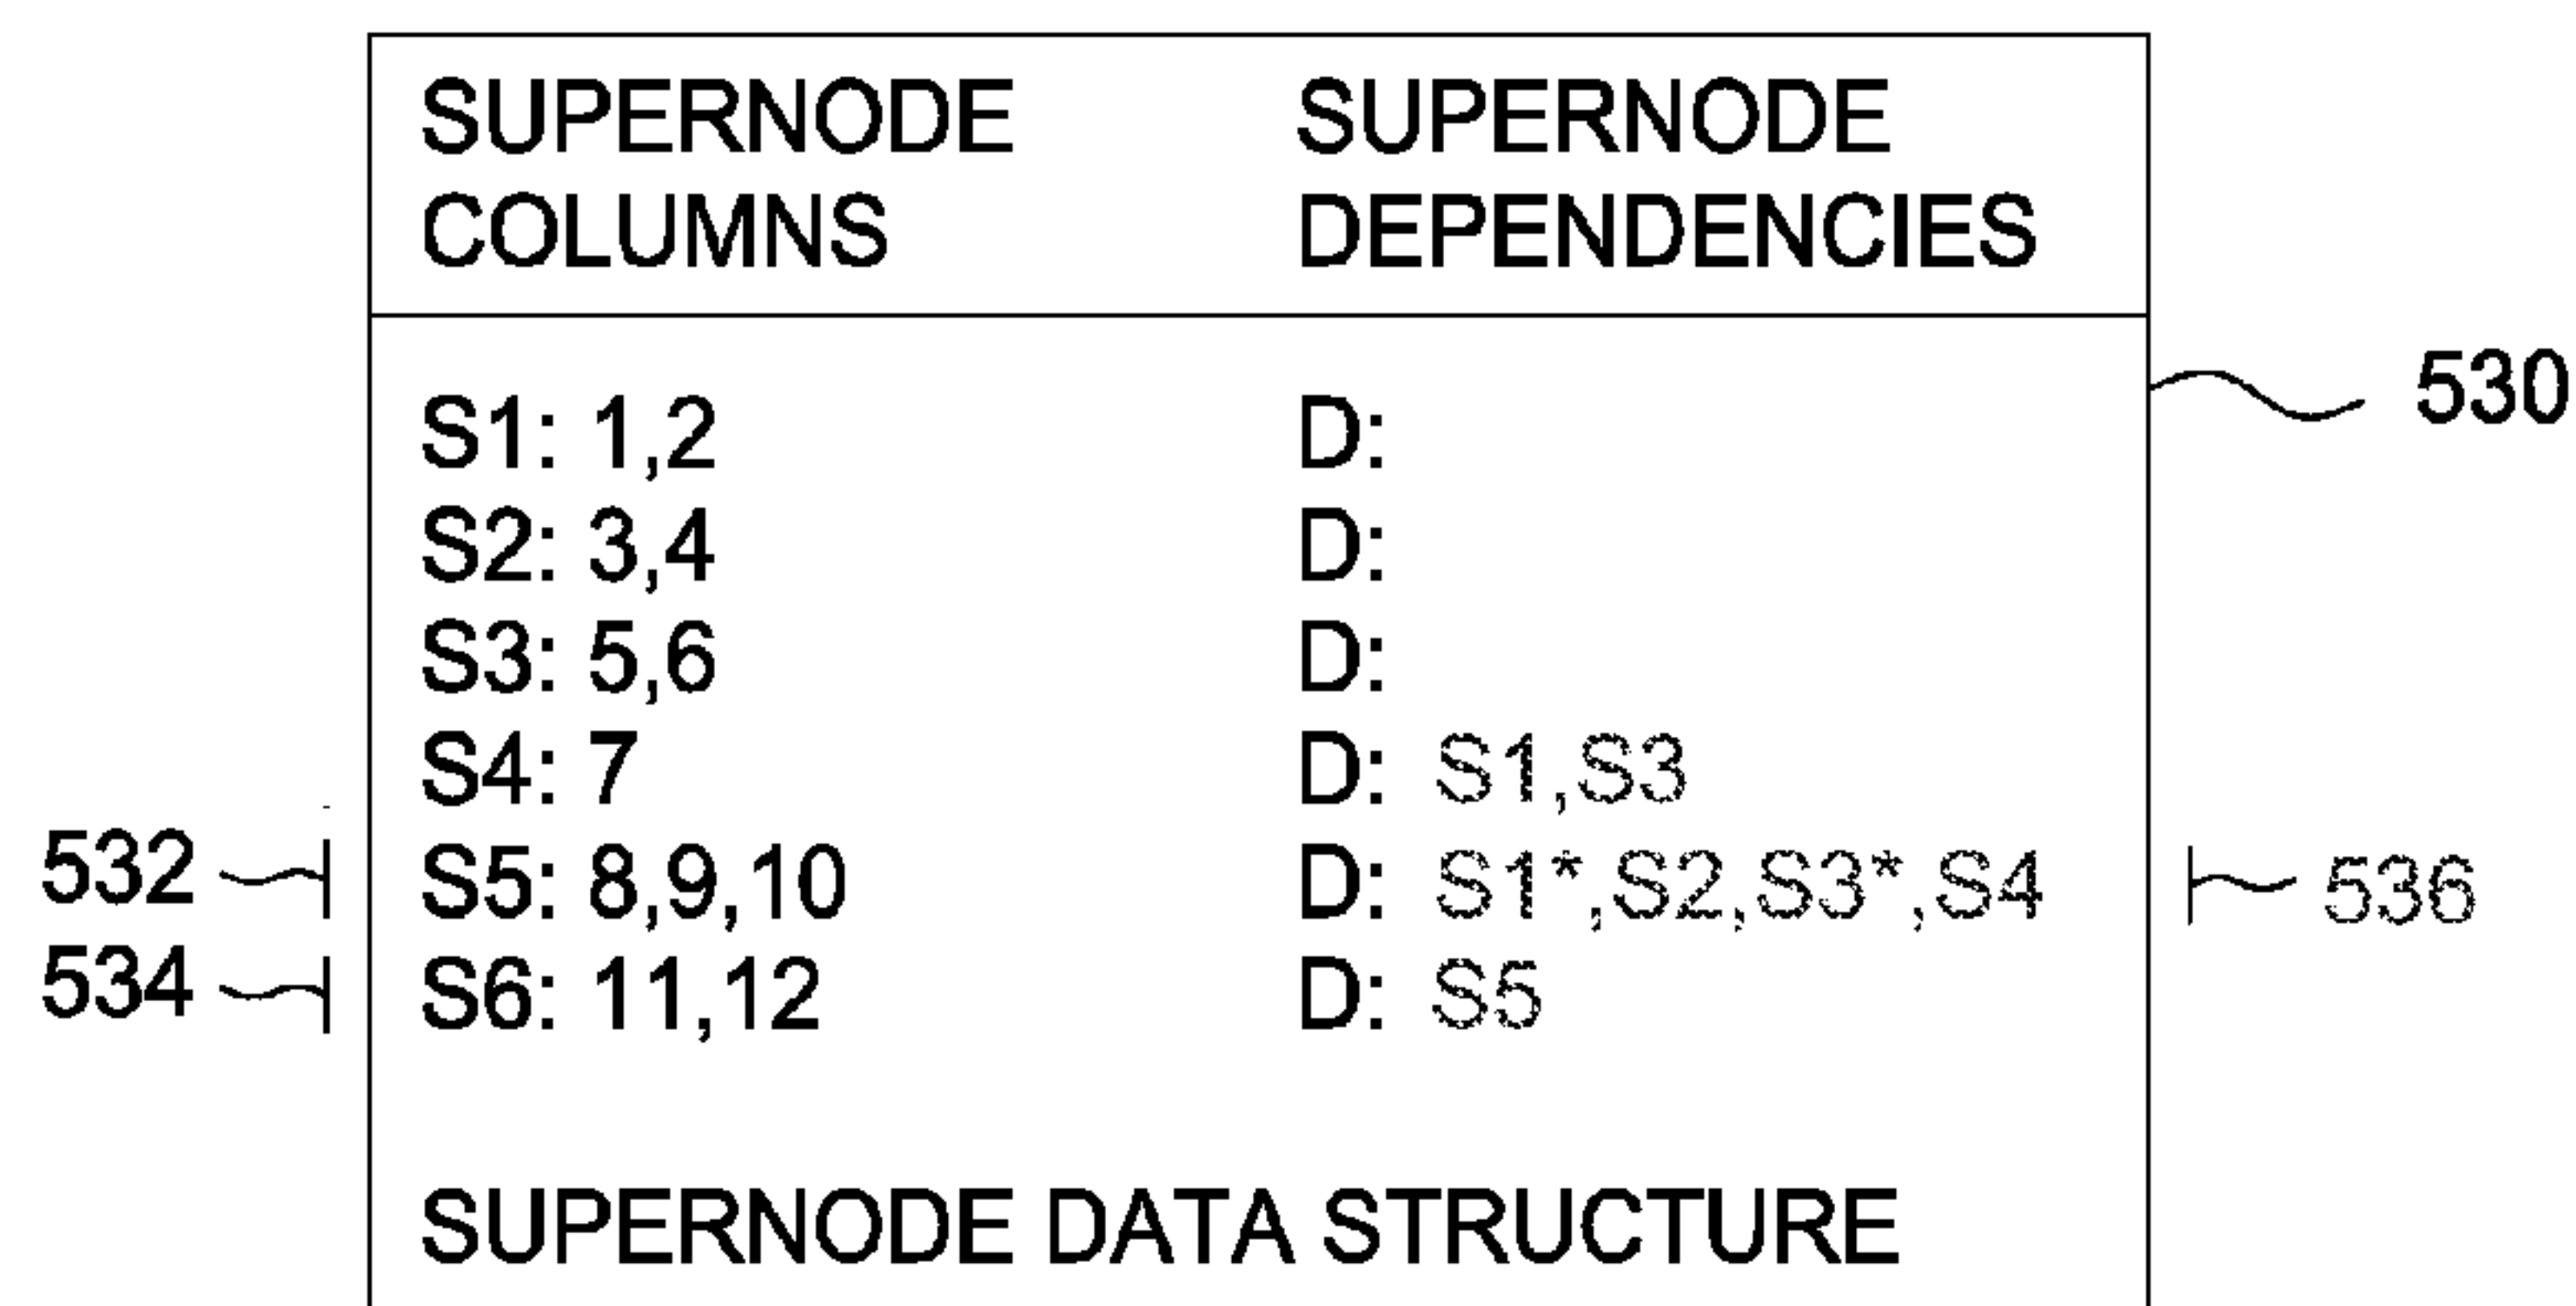 SUPERNODE SUPERNODE
COLUMNS DEPENDENCIES
530
S1: 1,2 D:
S2: 3,4 D:
S3: 5,6 D:
S4: 7 D: S1,S3
532 S5: 8,9,10 D: S1*,S2,S3*,S4 536
534 S6: 11,12 D: S5
SUPERNODE DATA STRUCTURE